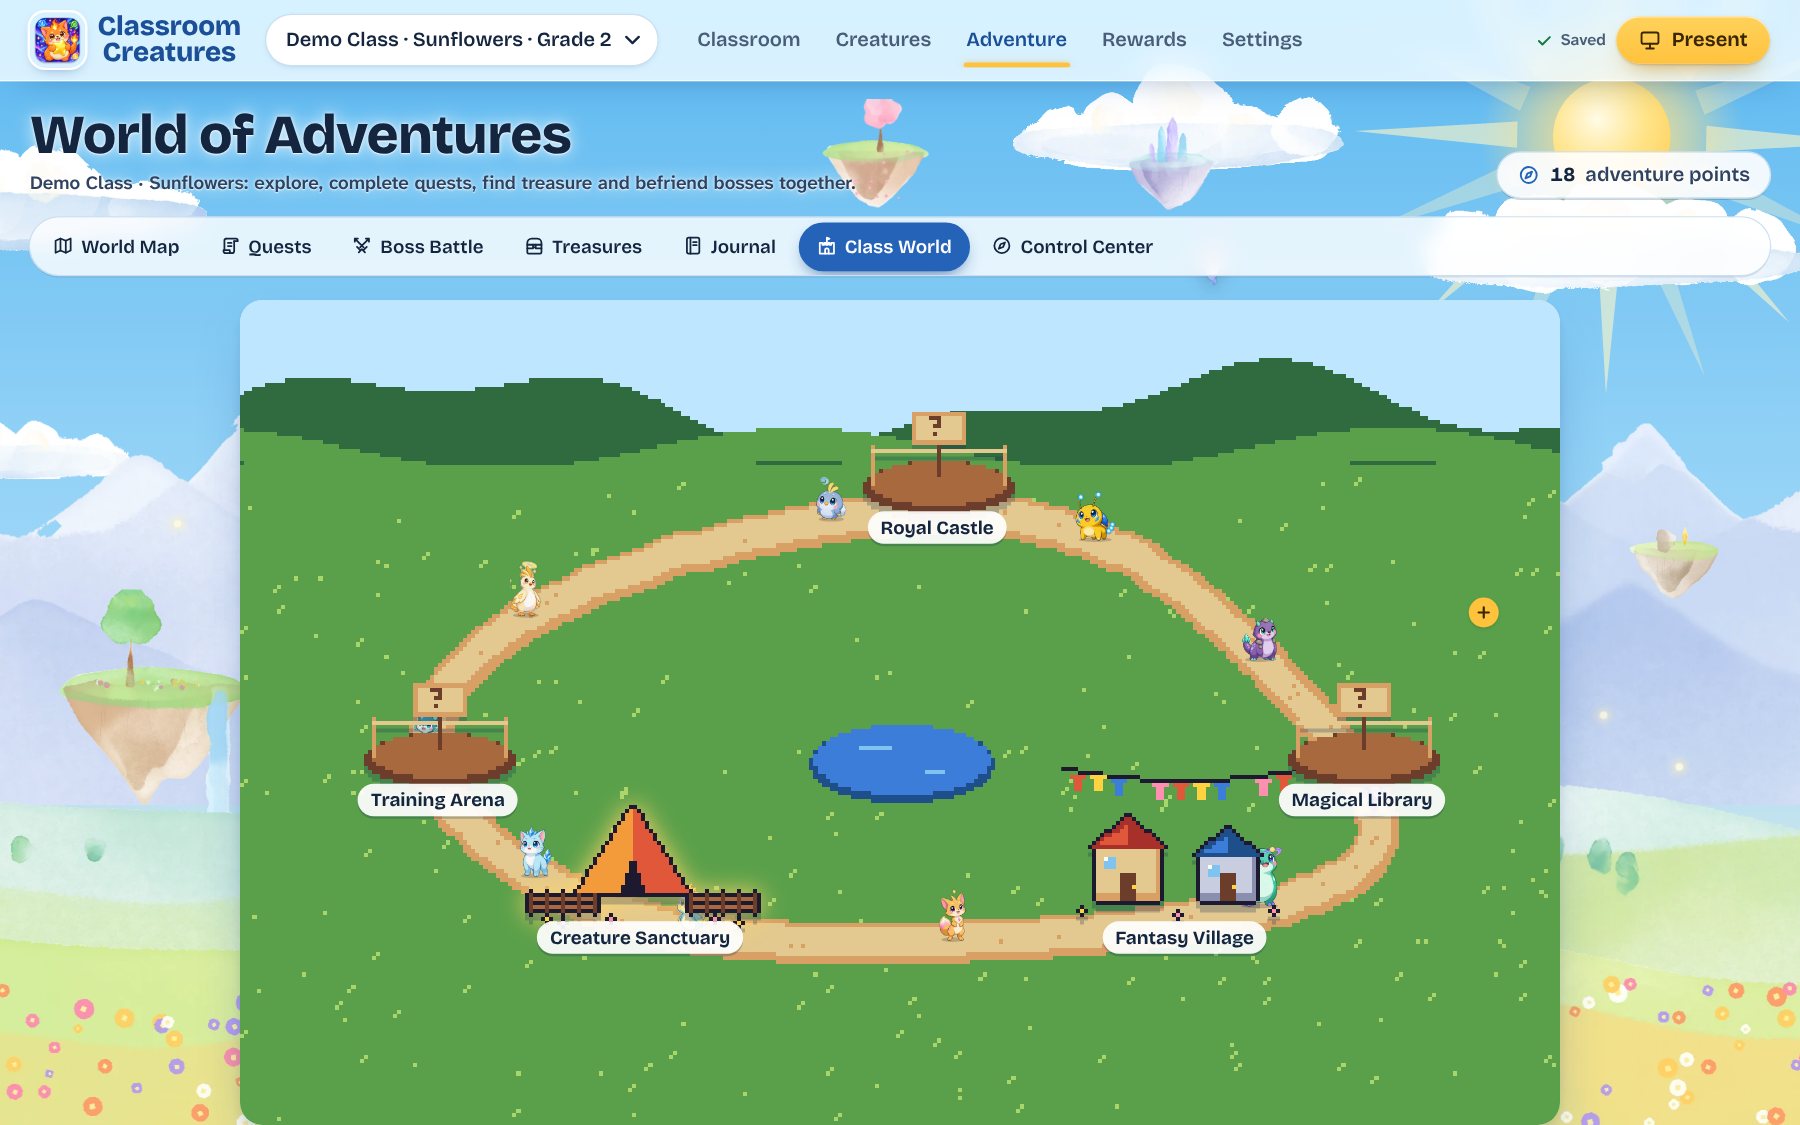 Classroom
Creatures
Demo Class · Sunflowers · Grade 2
Classroom
Creatures
Adventure
Rewards
Settings
Saved
Present
World of Adventures
Demo Class · Sunflowers: explore, complete quests, find treasure and befriend bosses together.
18 adventure points
World Map
Quests
Boss Battle
Treasures
Journal
Class World
Control Center
?
Royal Castle
+
?
?
Training Arena
Magical Library
Creature Sanctuary
Fantasy Village